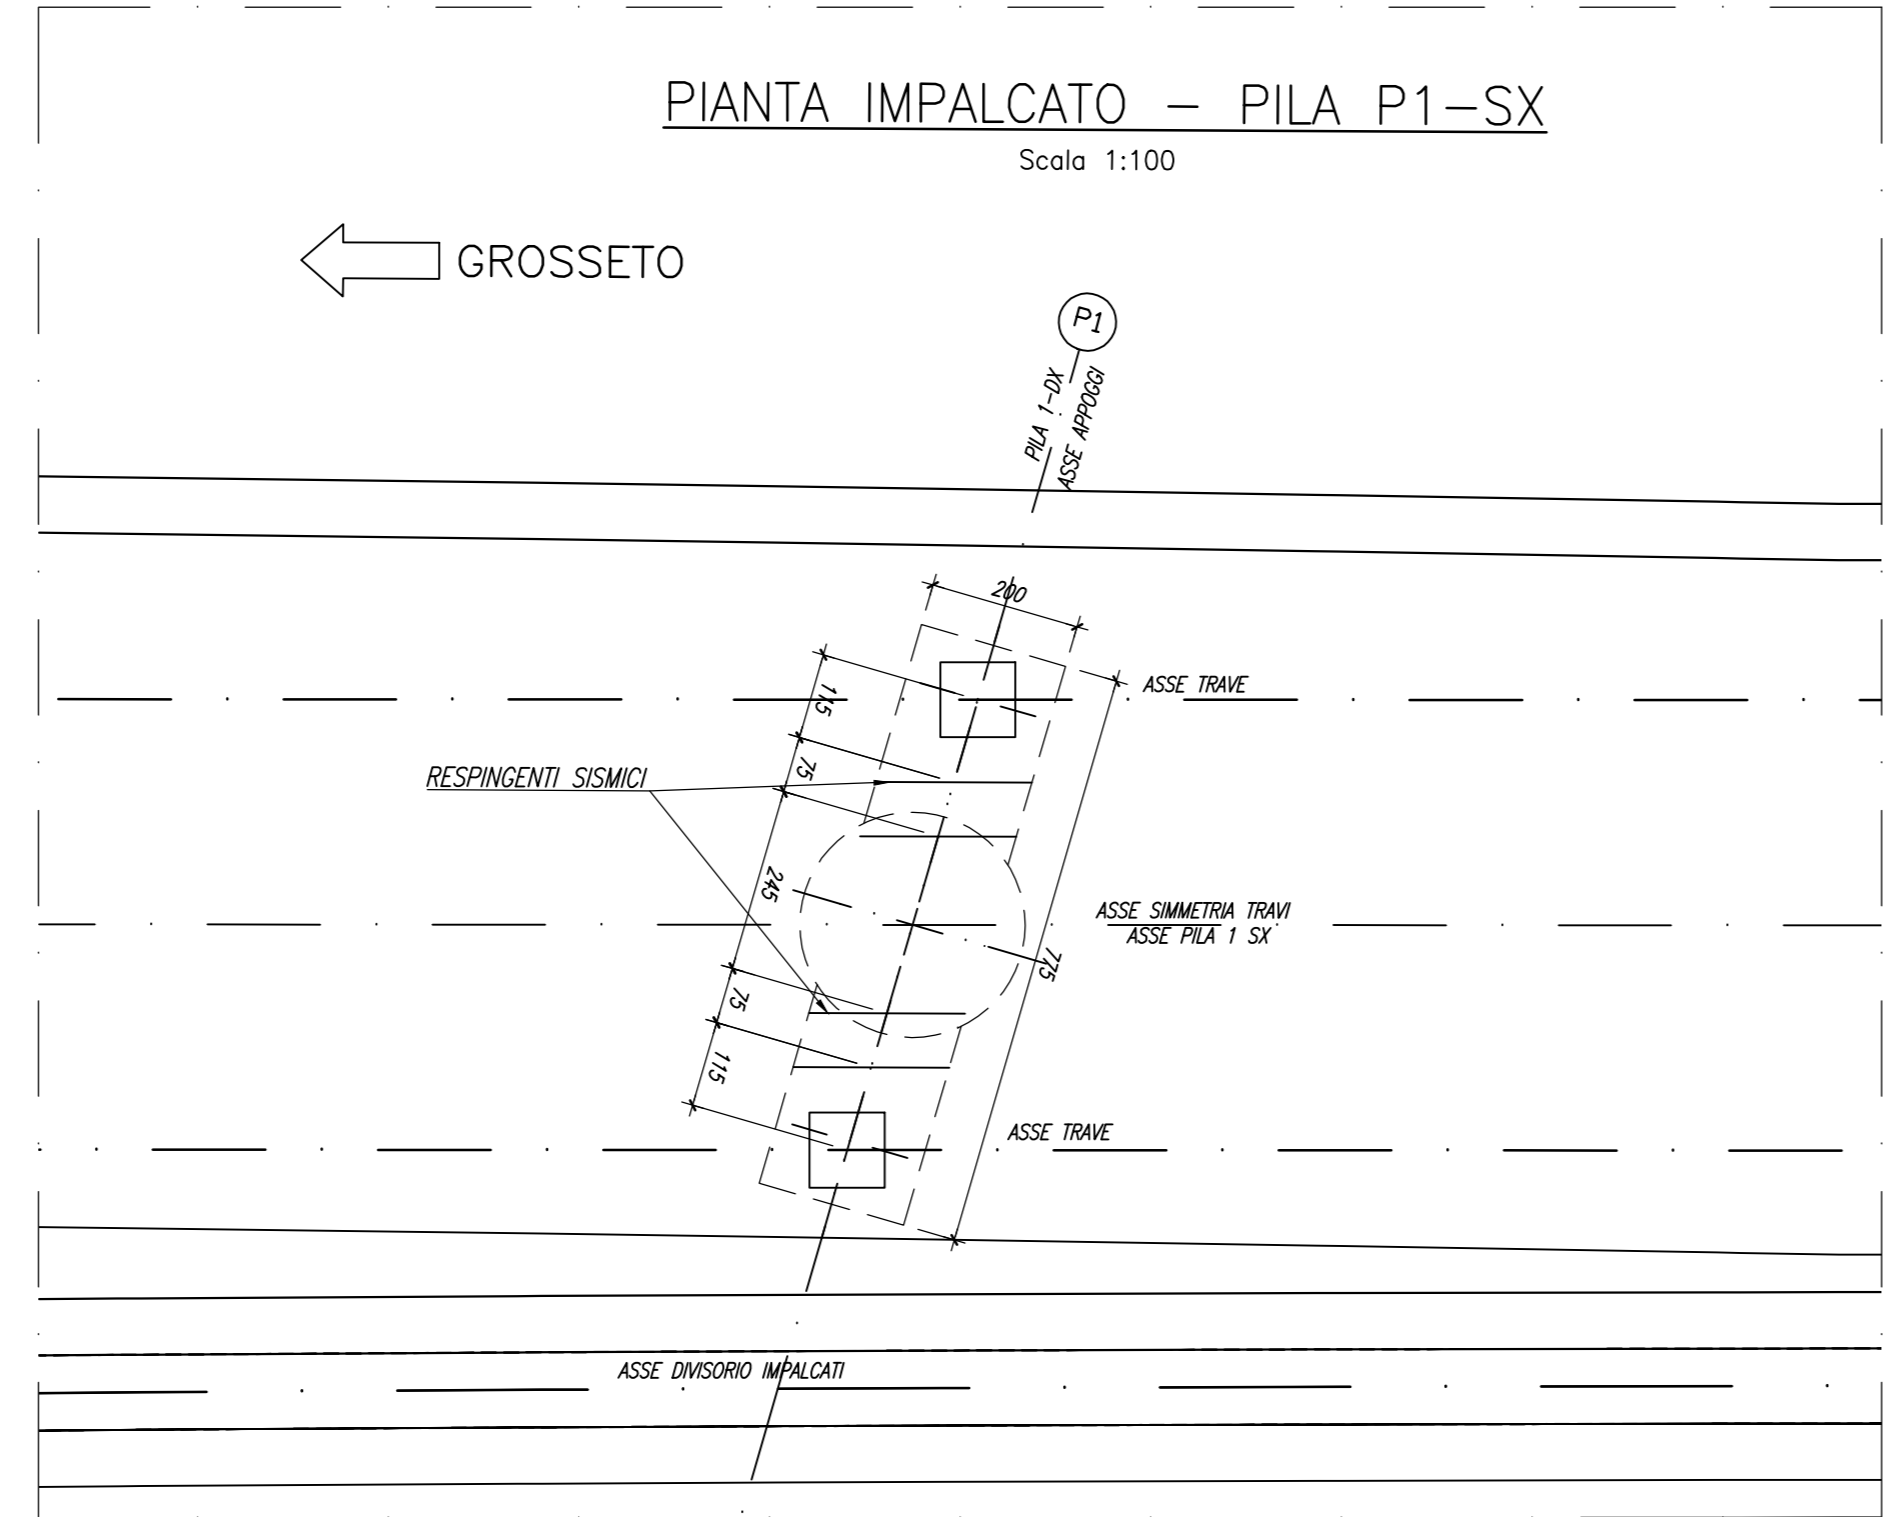 PIANTA IMPALCATO - PILA P1-SX
Scala 1:100
GROSSETO
P1
PILA 1-DX
ASSE APPOGGI
200
ASSE TRAVE
115
75
RESPINGENTI SISMICI
245
ASSE SIMMETRIA TRAVI
ASSE PILA 1 SX
775
75
115
ASSE TRAVE
ASSE DIVISORIO IMPALCATI